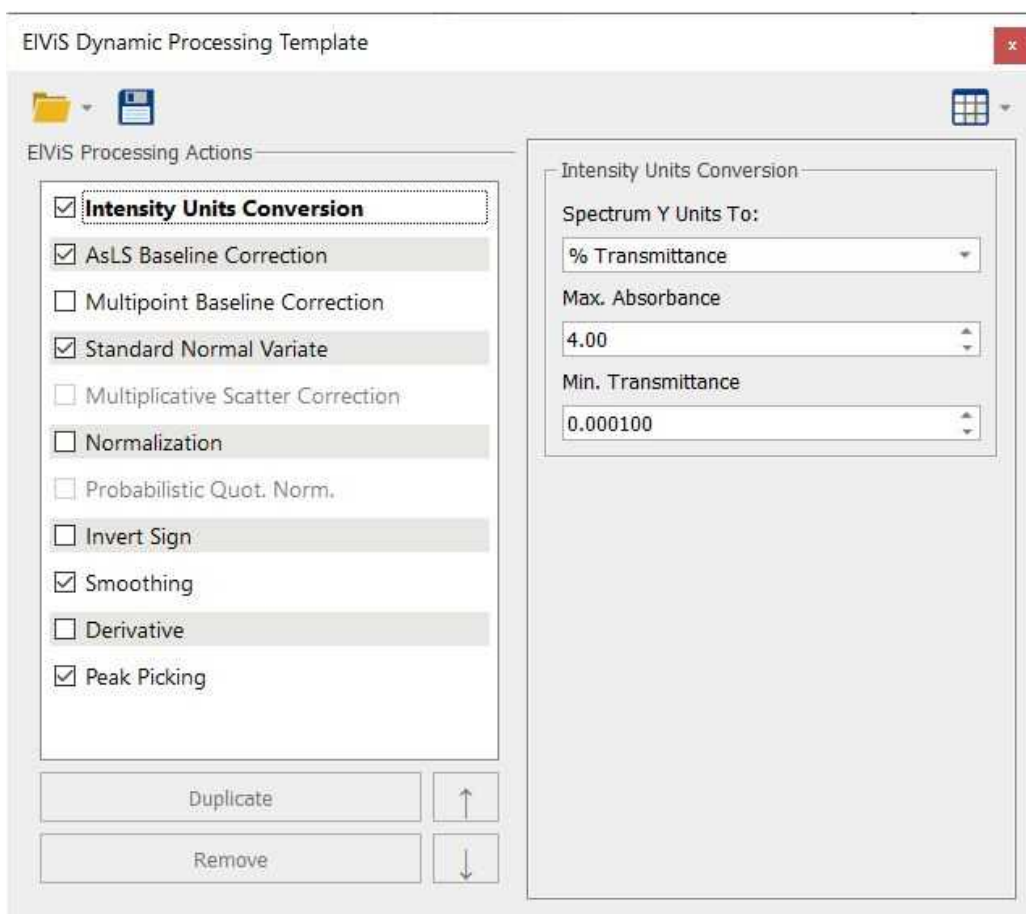 ElViS Dynamic Processing Template
x
ElViS Processing Actions
Intensity Units Conversion
AsLS Baseline Correction
Multipoint Baseline Correction
Standard Normal Variate
Multiplicative Scatter Correction
Normalization
Probabilistic Quot. Norm.
Invert Sign
Smoothing
Derivative
Peak Picking
Duplicate
↑
Remove
↓
Intensity Units Conversion
Spectrum Y Units To:
% Transmittance
Max. Absorbance
4.00
Min. Transmittance
0.000100